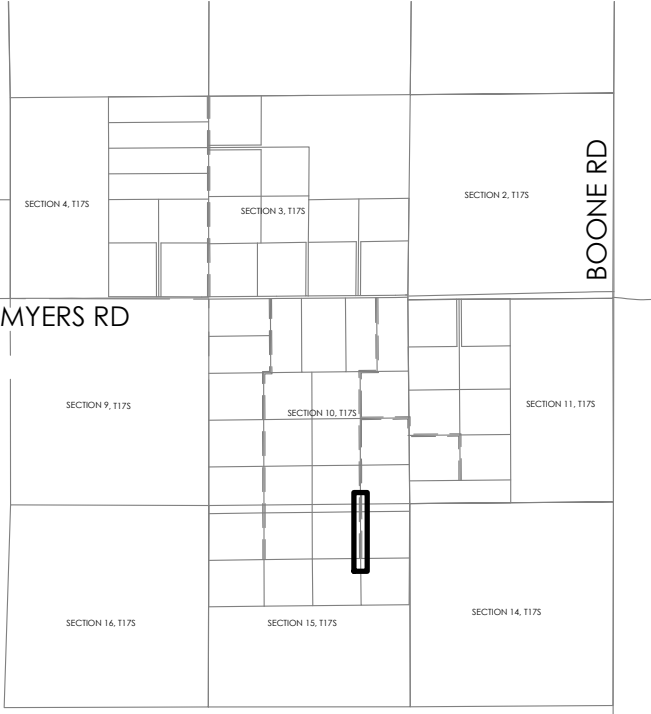 BOONE RD
SECTION 2, T17S
SECTION 4, T17S
SECTION 3, T17S
MYERS RD
SECTION 9, T17S
SECTION 10, T17S
SECTION 11, T17S
SECTION 16, T17S
SECTION 15, T17S
SECTION 14, T17S